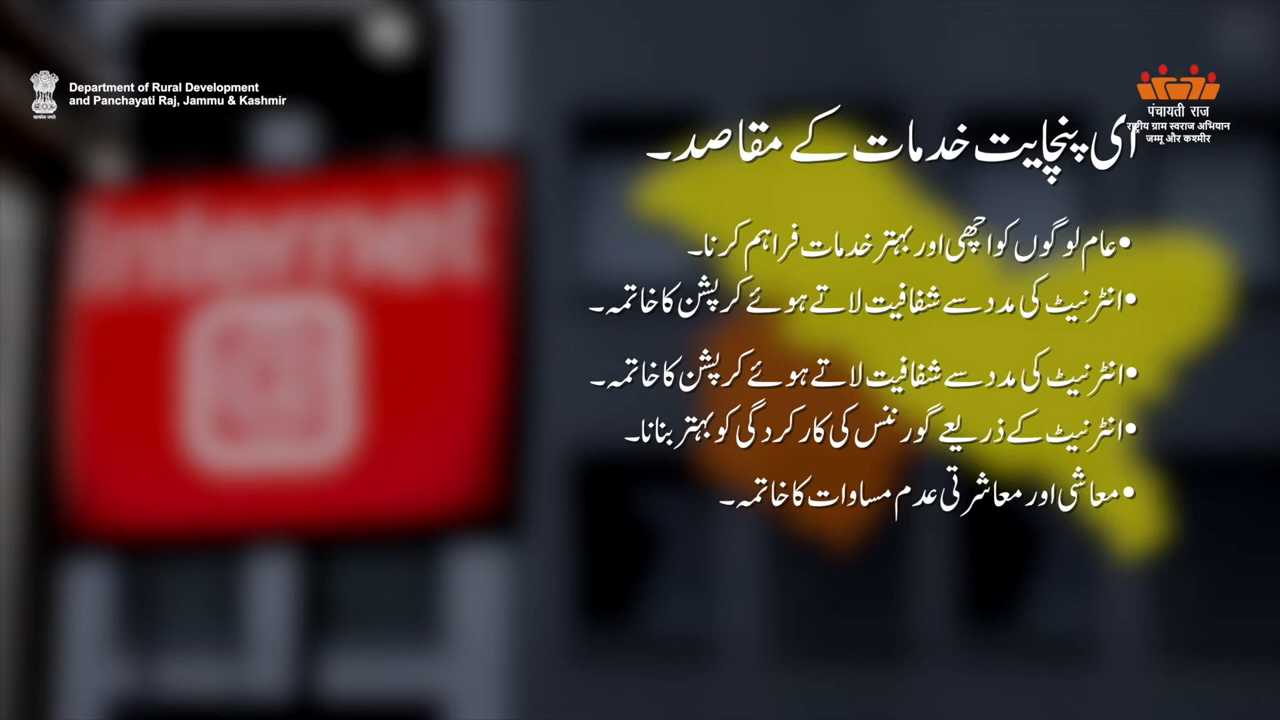 Department of Rural Development
and Panchayati Raj, Jammu & Kashmir
पंचायती राज
राष्ट्रीय ग्राम स्वराज अभियान
जम्मू और कश्मीर
ای پنچایت خدمات کے مقاصد۔
•عام لوگوں کو اچھی اور بہتر خدمات فراہم کرنا۔
•انٹرنیٹ کی مدد سے شفافیت لاتے ہوئے کرپشن کا خاتمہ۔
•انٹرنیٹ کی مدد سے شفافیت لاتے ہوئے کرپشن کا خاتمہ۔
•انٹرنیٹ کے ذریعے گورننس کی کارکردگی کو بہتر بنانا۔
•معاشی اور معاشرتی عدم مساوات کا خاتمہ۔
Internet